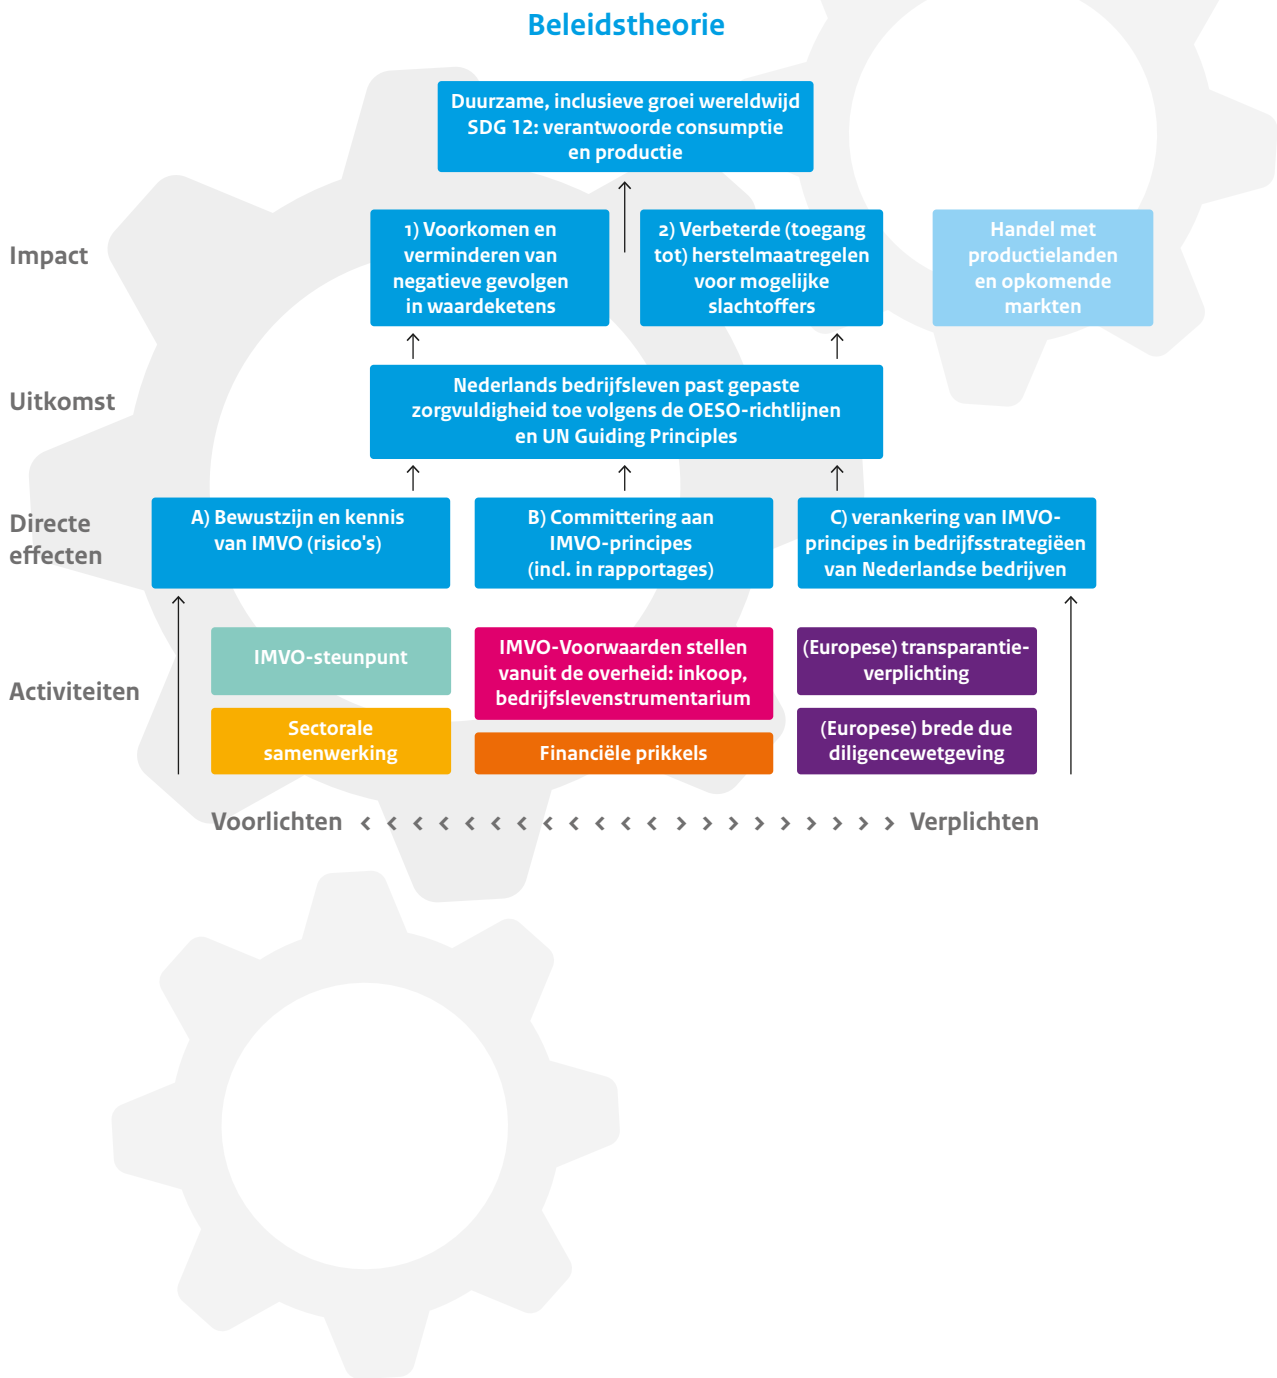 Beleidstheorie
Duurzame, inclusieve groei wereldwijd
SDG 12: verantwoorde consumptie
en productie
Impact
1) Voorkomen en
verminderen van
negatieve gevolgen
in waardeketens
2) Verbeterde (toegang
tot) herstelmaatregelen
voor mogelijke
slachtoffers
Handel met
productielanden
en opkomende
markten
Uitkomst
Nederlands bedrijfsleven past gepaste
zorgvuldigheid toe volgens de OESO-richtlijnen
en UN Guiding Principles
Directe
effecten
A) Bewustzijn en kennis
van IMVO (risico's)
B) Committering aan
IMVO-principes
(incl. in rapportages)
C) verankering van IMVO-
principes in bedrijfsstrategiëen
van Nederlandse bedrijven
Activiteiten
IMVO-steunpunt
Sectorale
samenwerking
IMVO-Voorwaarden stellen
vanuit de overheid: inkoop,
bedrijfslevenstrumentarium
Financiële prikkels
(Europese) transparantie-
verplichting
(Europese) brede due
diligencewetgeving
Voorlichten < < < < < < < < < < < < > > > > > > > > > Verplichten